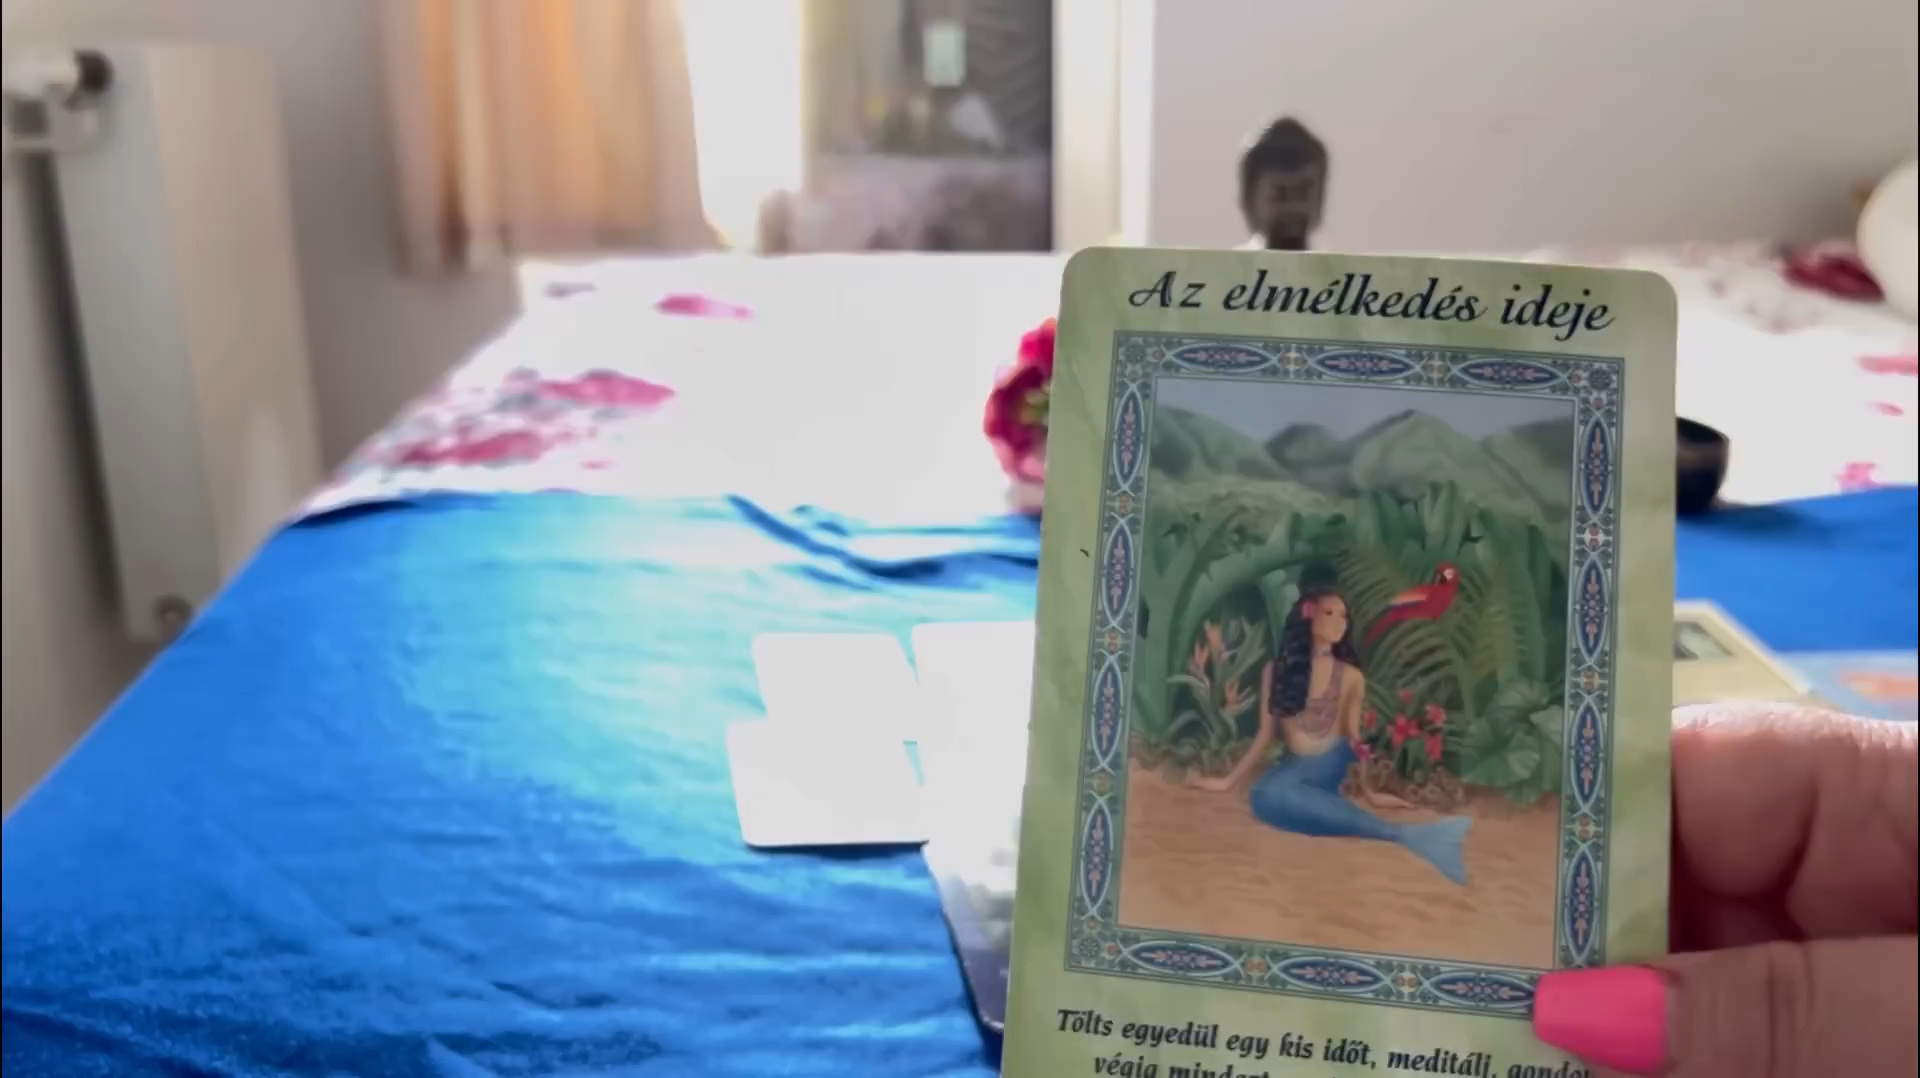 Az elmélkedés ideje
Tölts egyedül egy kis időt, meditálj,
végig